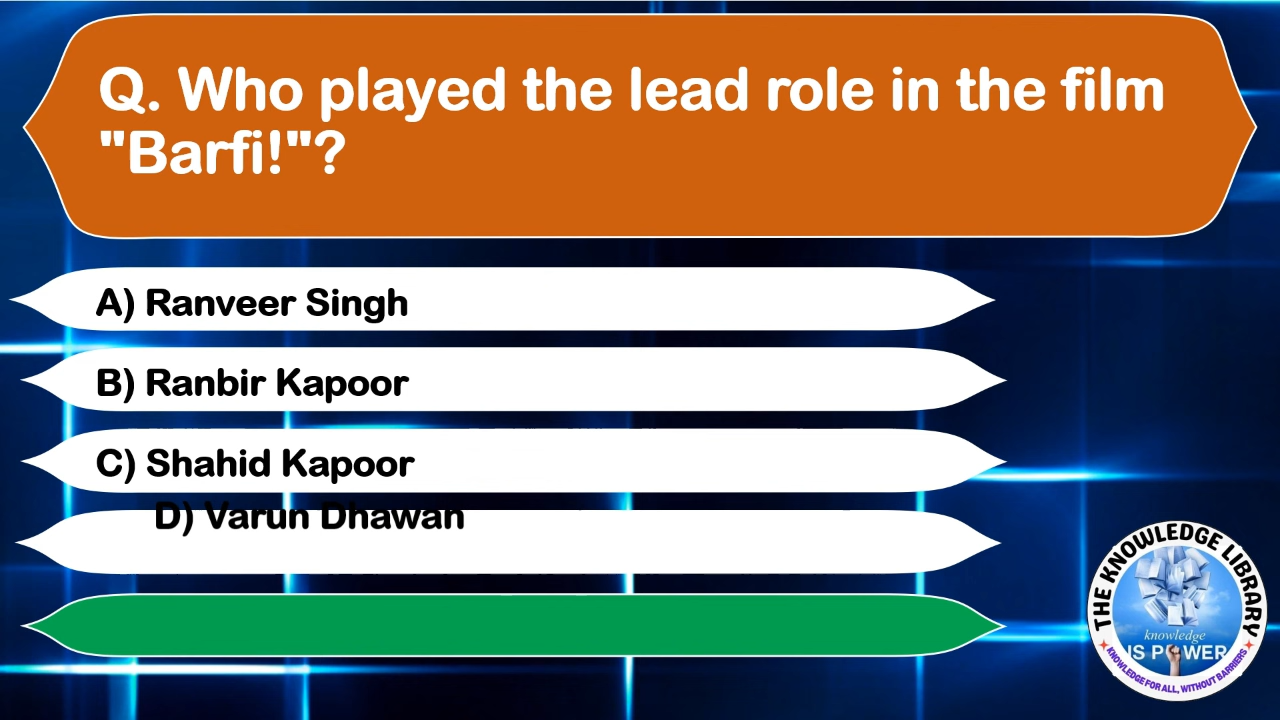 Q. Who played the lead role in the film
"Barfi!"?
A) Ranveer Singh
B) Ranbir Kapoor
C) Shahid Kapoor
D) Varun Dhawan
THE KNOWLEDGE LIBRARY
knowledge
IS POWER
KNOWLEDGE FOR ALL, WITHOUT BARRIERS